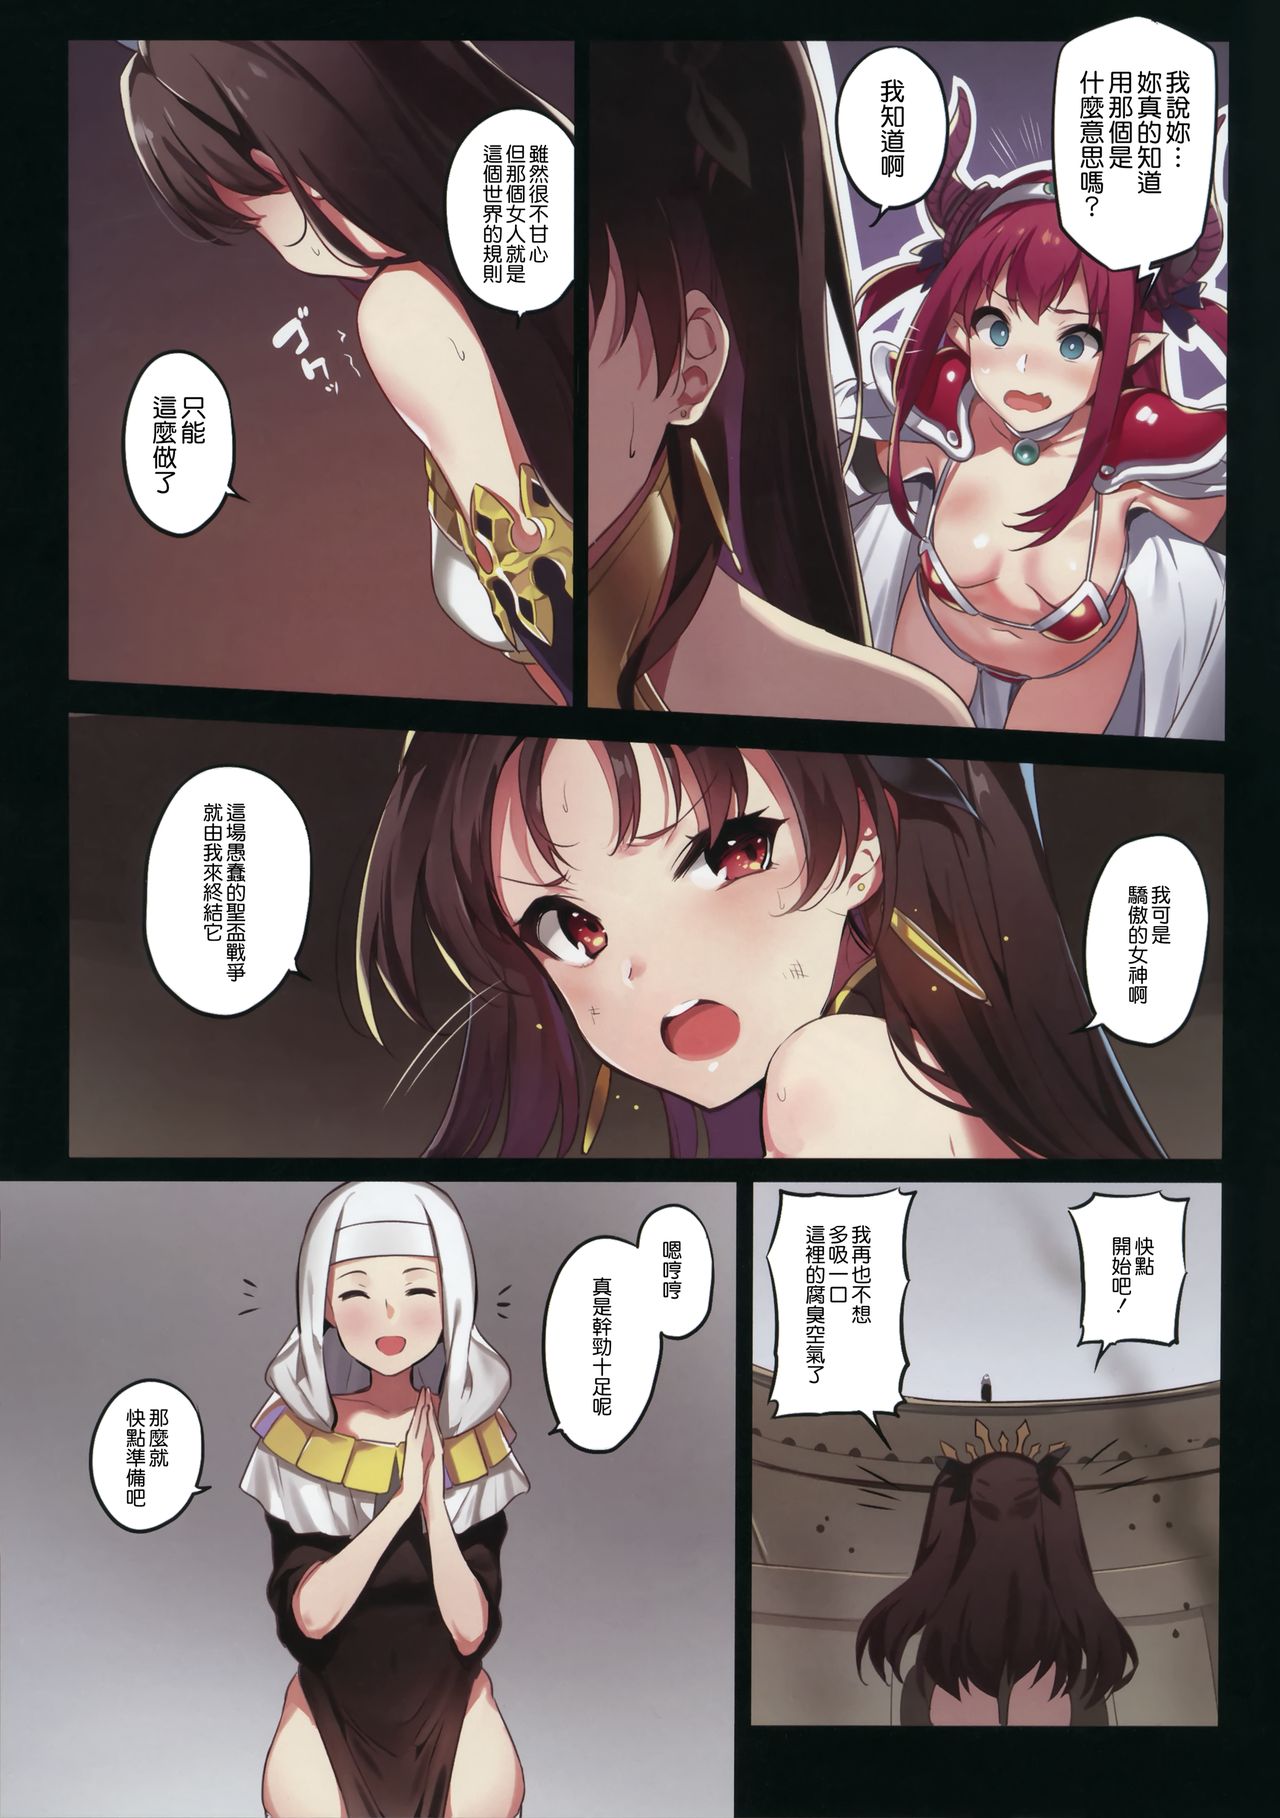 我說妳…
妳真的知道
用那個是
什麼意思嗎？
我知道啊
雖然很不甘心
但那個女人就是
這個世界的規則
ゴクッ
只能
這麼做了
我可是
驕傲的女神啊
這場愚蠢的聖盃戰爭
就由我來終結它
快點
開始吧！
我再也不想
多吸一口
這裡的腐臭空氣了
嗯哼哼
真是幹勁十足呢
那麼就
快點準備吧